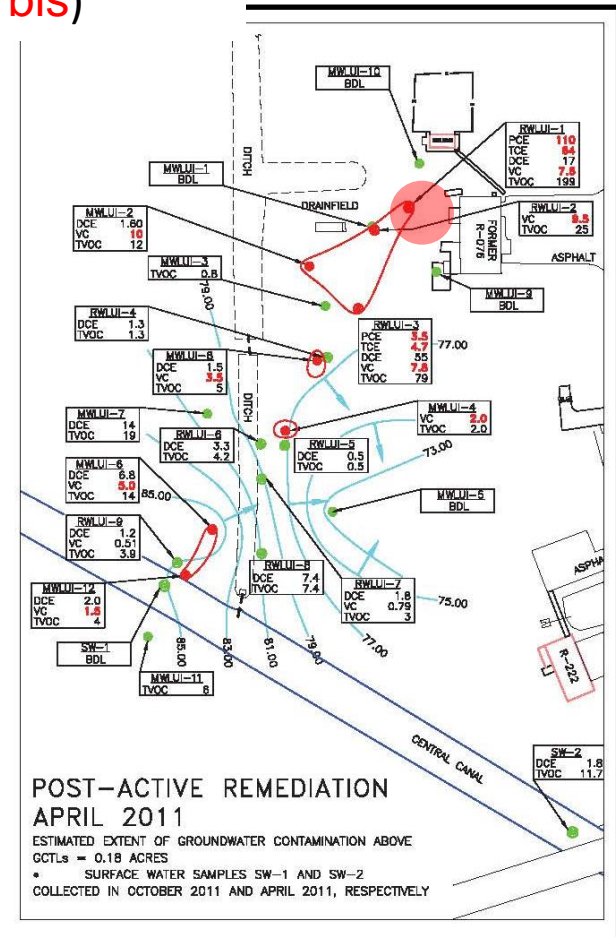 bis)
MWLUI-10
BDL
RWLUI-1
PCE 110
TCE 64
DCE 17
VC 7.5
TVOC 199
DITCH
MWLUI-1
BDL
DRAINFIELD
RWLUI-2
VC 9.5
TVOC 25
FORMER
R-076
ASPHALT
MWLUI-2
DCE 1.60
VC 10
TVOC 12
MWLUI-3
TVOC 0.8
79.00
MWLUI-9
BDL
RWLUI-4
DCE 1.3
TVOC 1.3
RWLUI-3
PCE 3.5
TCE 4.7
DCE 55
VC 7.8
TVOC 79
77.00
MWLUI-8
DCE 1.5
VC 3.5
TVOC 5
DITCH
MWLUI-7
DCE 14
TVOC 19
MWLUI-4
VC 2.0
TVOC 2.0
RWLUI-6
DCE 3.3
TVOC 4.2
RWLUI-5
DCE 0.5
TVOC 0.5
73.00
MWLUI-6
DCE 6.8
VC 5.0
TVOC 14
85.00
MWLUI-5
BDL
RWLUI-9
DCE 1.2
VC 0.51
TVOC 3.9
RWLUI-8
DCE 7.4
TVOC 7.4
RWLUI-7
DCE 1.8
VC 0.79
TVOC 3
75.00
MWLUI-12
DCE 2.0
VC 1.5
TVOC 4
77.00
79.00
81.00
83.00
85.00
SW-1
BDL
MWLUI-11
TVOC 6
R-222
CENTRAL CANAL
SW-2
DCE 1.8
TVOC 11.7
POST-ACTIVE REMEDIATION
APRIL 2011
ESTIMATED EXTENT OF GROUNDWATER CONTAMINATION ABOVE
GCTLs = 0.18 ACRES
* SURFACE WATER SAMPLES SW-1 AND SW-2
COLLECTED IN OCTOBER 2011 AND APRIL 2011, RESPECTIVELY